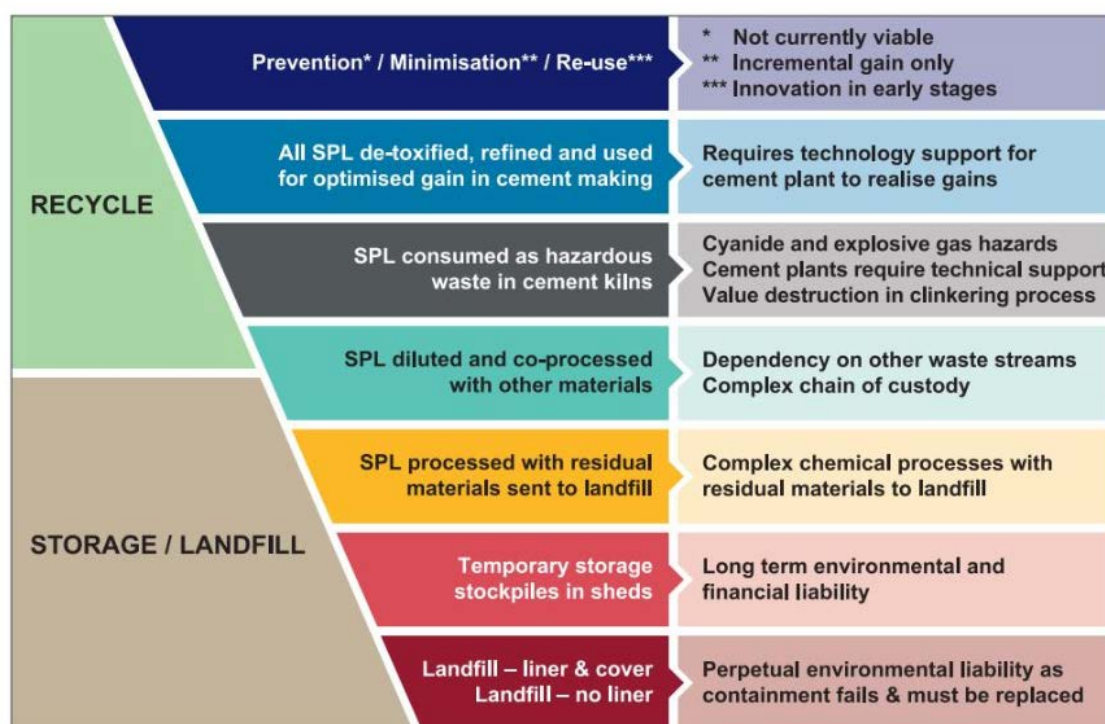 Prevention* / Minimisation** / Re-use***
* Not currently viable
** Incremental gain only
*** Innovation in early stages
RECYCLE
All SPL de-toxified, refined and used
for optimised gain in cement making
Requires technology support for
cement plant to realise gains
SPL consumed as hazardous
waste in cement kilns
Cyanide and explosive gas hazards
Cement plants require technical support
Value destruction in clinkering process
SPL diluted and co-processed
with other materials
Dependency on other waste streams
Complex chain of custody
STORAGE / LANDFILL
SPL processed with residual
materials sent to landfill
Complex chemical processes with
residual materials to landfill
Temporary storage
stockpiles in sheds
Long term environmental and
financial liability
Landfill – liner & cover
Landfill – no liner
Perpetual environmental liability as
containment fails & must be replaced